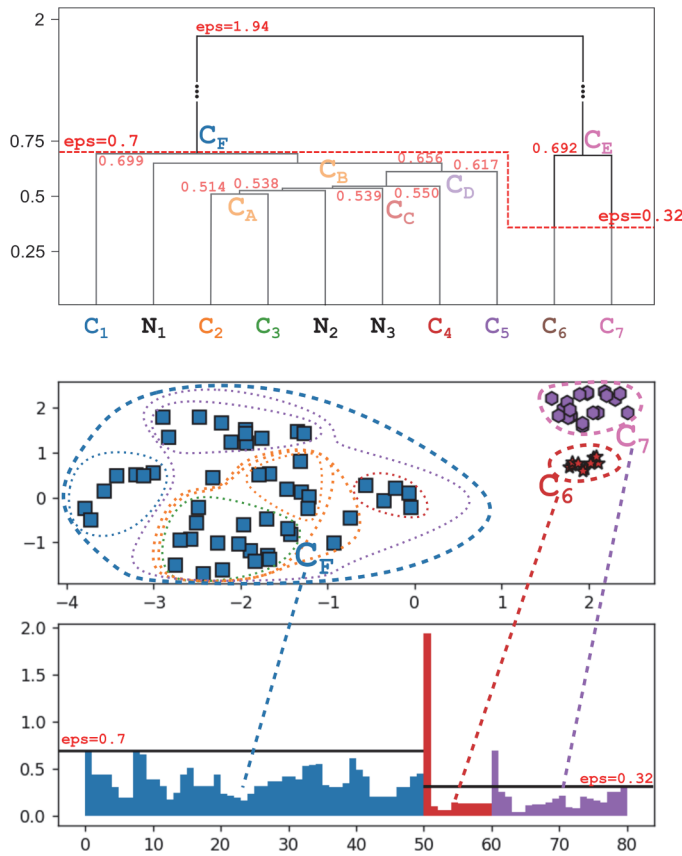 2
eps=1.94
0.75
eps=0.7
C_F
0.692
C_E
0.699
C_B
0.656
0.617
0.5
0.514
0.538
C_A
0.539
0.550
C_C
C_D
eps=0.32
0.25
C_1 N_1 C_2 C_3 N_2 N_3 C_4 C_5 C_6 C_7
2
1
0
−1
C_7
C_6
C_F
−4 −3 −2 −1 0 1 2
2.0
1.5
1.0
0.5
0.0
eps=0.7
eps=0.32
0 10 20 30 40 50 60 70 80